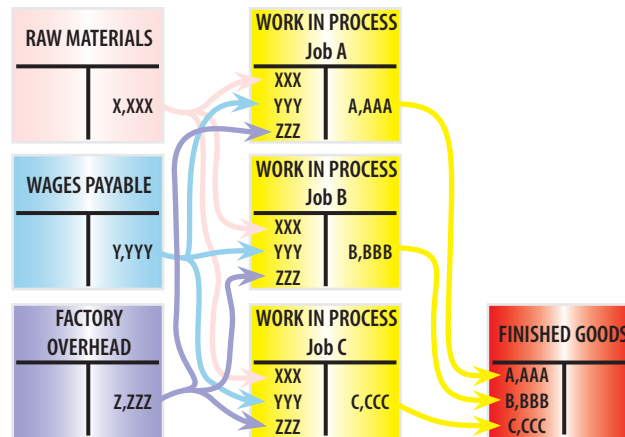 RAW MATERIALS
X,XXX
WORK IN PROCESS
Job A
XXX
YYY
ZZZ
A,AAA
WAGES PAYABLE
Y,YYY
WORK IN PROCESS
Job B
XXX
YYY
ZZZ
B,BBB
FACTORY
OVERHEAD
Z,ZZZ
WORK IN PROCESS
Job C
XXX
YYY
ZZZ
C,CCC
FINISHED GOODS
A,AAA
B,BBB
C,CCC